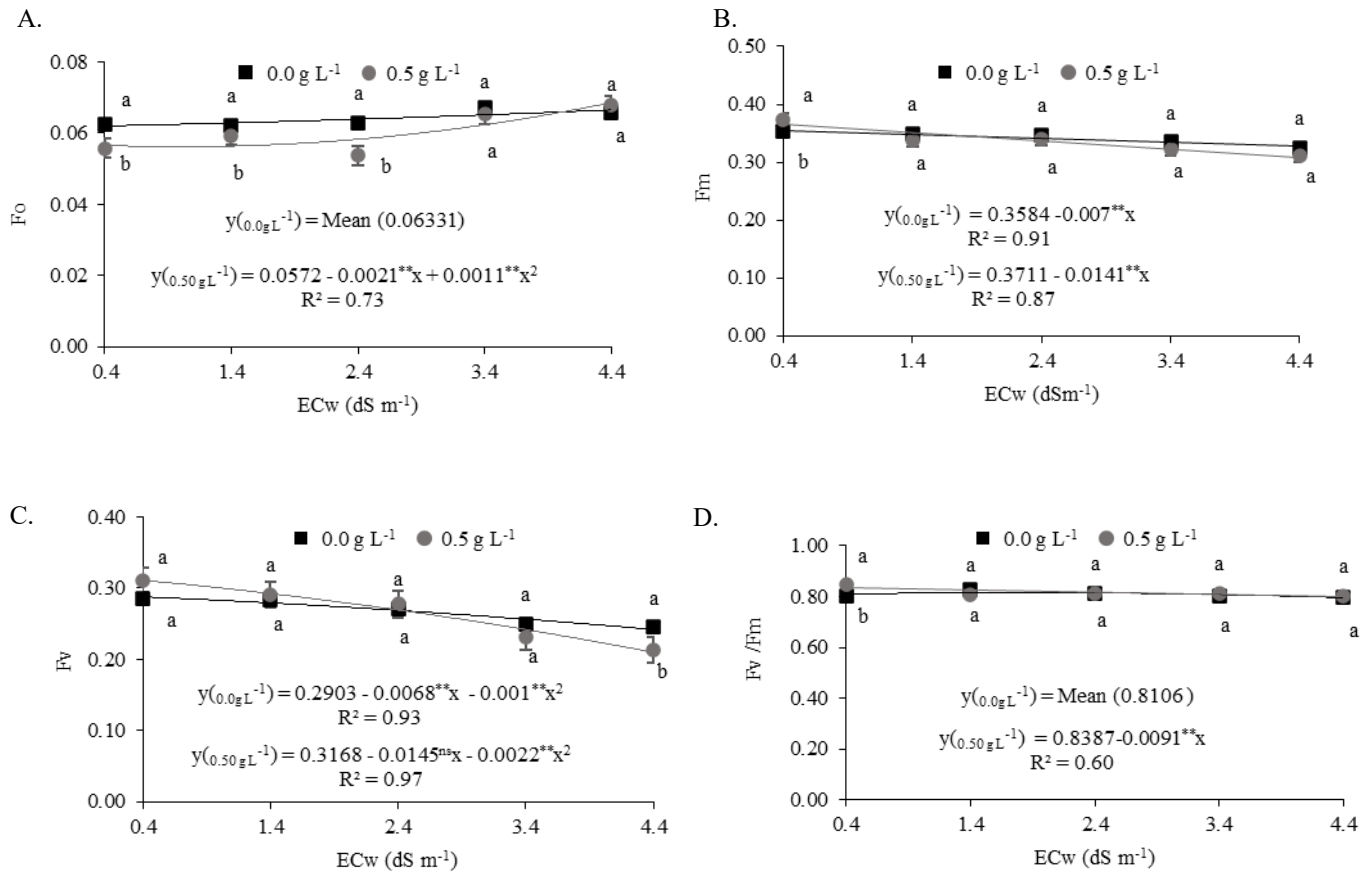 A.
0.08
0.06
0.04
0.02
0.00
Fo
0.0 g L⁻¹ 0.5 g L⁻¹
a a a a a
b b b a a
y(0.0g L⁻¹) = Mean (0.06331)
y(0.50 g L⁻¹) = 0.0572 - 0.0021**x + 0.0011**x²
R² = 0.73
0.4 1.4 2.4 3.4 4.4
ECw (dS m⁻¹)
B.
0.50
0.40
0.30
0.20
0.10
0.00
Fm
0.0 g L⁻¹ 0.5 g L⁻¹
a a a a a
b a a a a
y(0.0g L⁻¹) = 0.3584 -0.007**x
R² = 0.91
y(0.50 g L⁻¹) = 0.3711 - 0.0141**x
R² = 0.87
0.4 1.4 2.4 3.4 4.4
ECw (dSm⁻¹)
C.
0.40
0.30
0.20
0.10
0.00
Fv
0.0 g L⁻¹ 0.5 g L⁻¹
a a a a a
a a a a b
y(0.0g L⁻¹) = 0.2903 - 0.0068**x - 0.001**x²
R² = 0.93
y(0.50 g L⁻¹) = 0.3168 - 0.0145ⁿˢx - 0.0022**x²
R² = 0.97
0.4 1.4 2.4 3.4 4.4
ECw (dS m⁻¹)
D.
1.00
0.80
0.60
0.40
0.20
0.00
Fv /Fm
0.0 g L⁻¹ 0.5 g L⁻¹
a a a a a
b a a a a
y(0.0g L⁻¹) = Mean (0.8106)
y(0.50 g L⁻¹) = 0.8387-0.0091**x
R² = 0.60
0.4 1.4 2.4 3.4 4.4
ECw (dS m⁻¹)